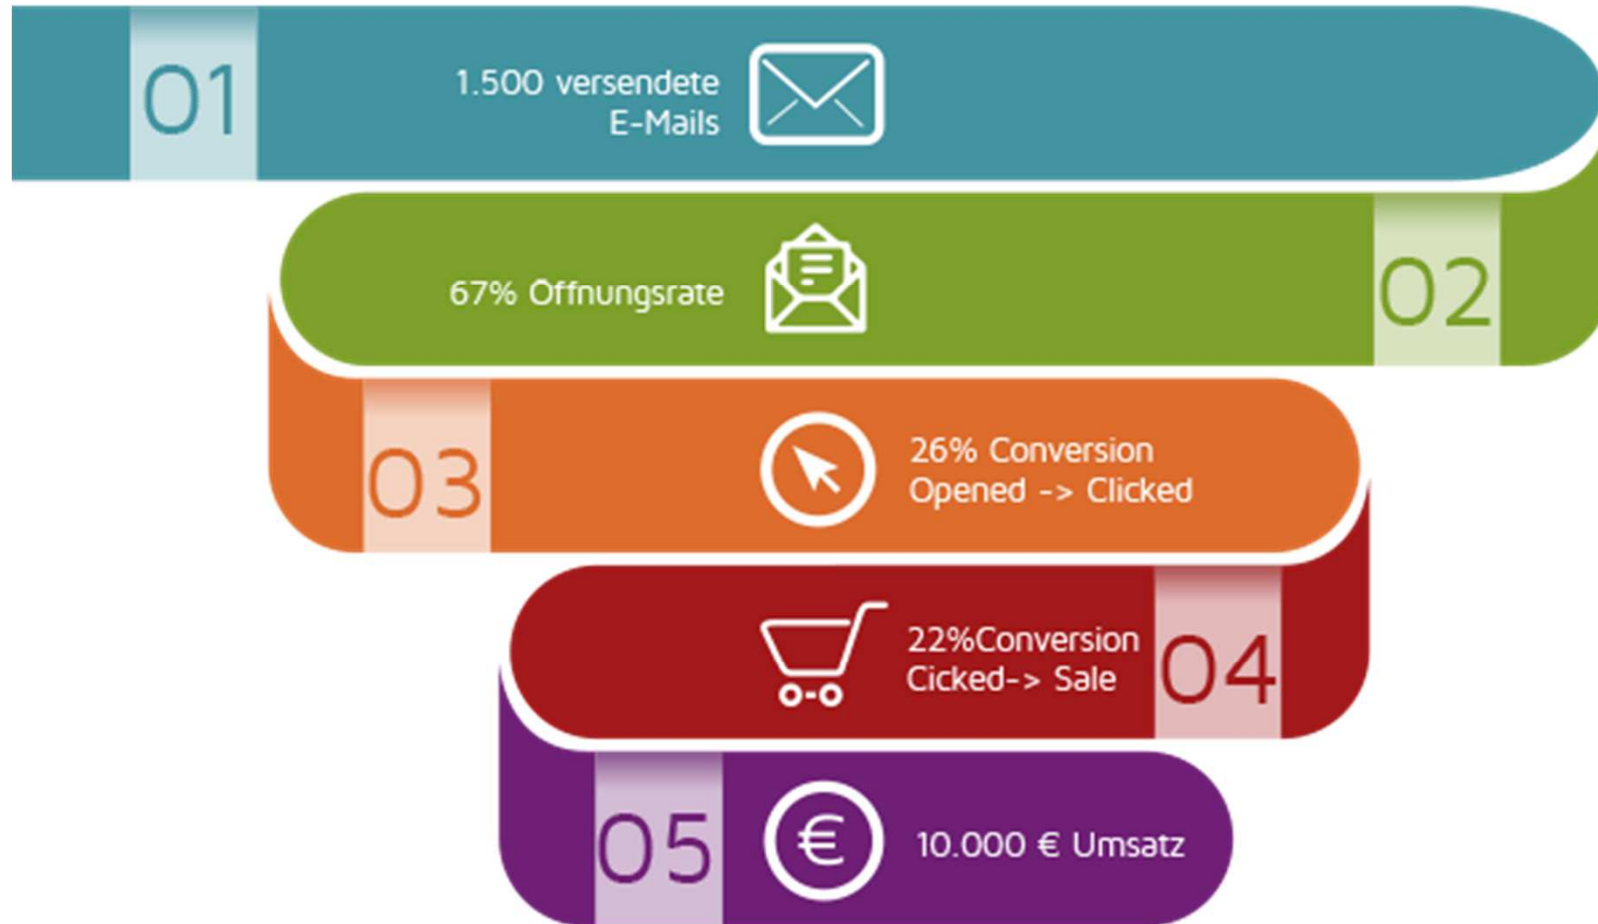 01
1.500 versendete
E-Mails
67% Öffnungsrate
02
03
26% Conversion
Opened -> Clicked
22%Conversion
Cicked-> Sale
04
05
€
10.000 € Umsatz